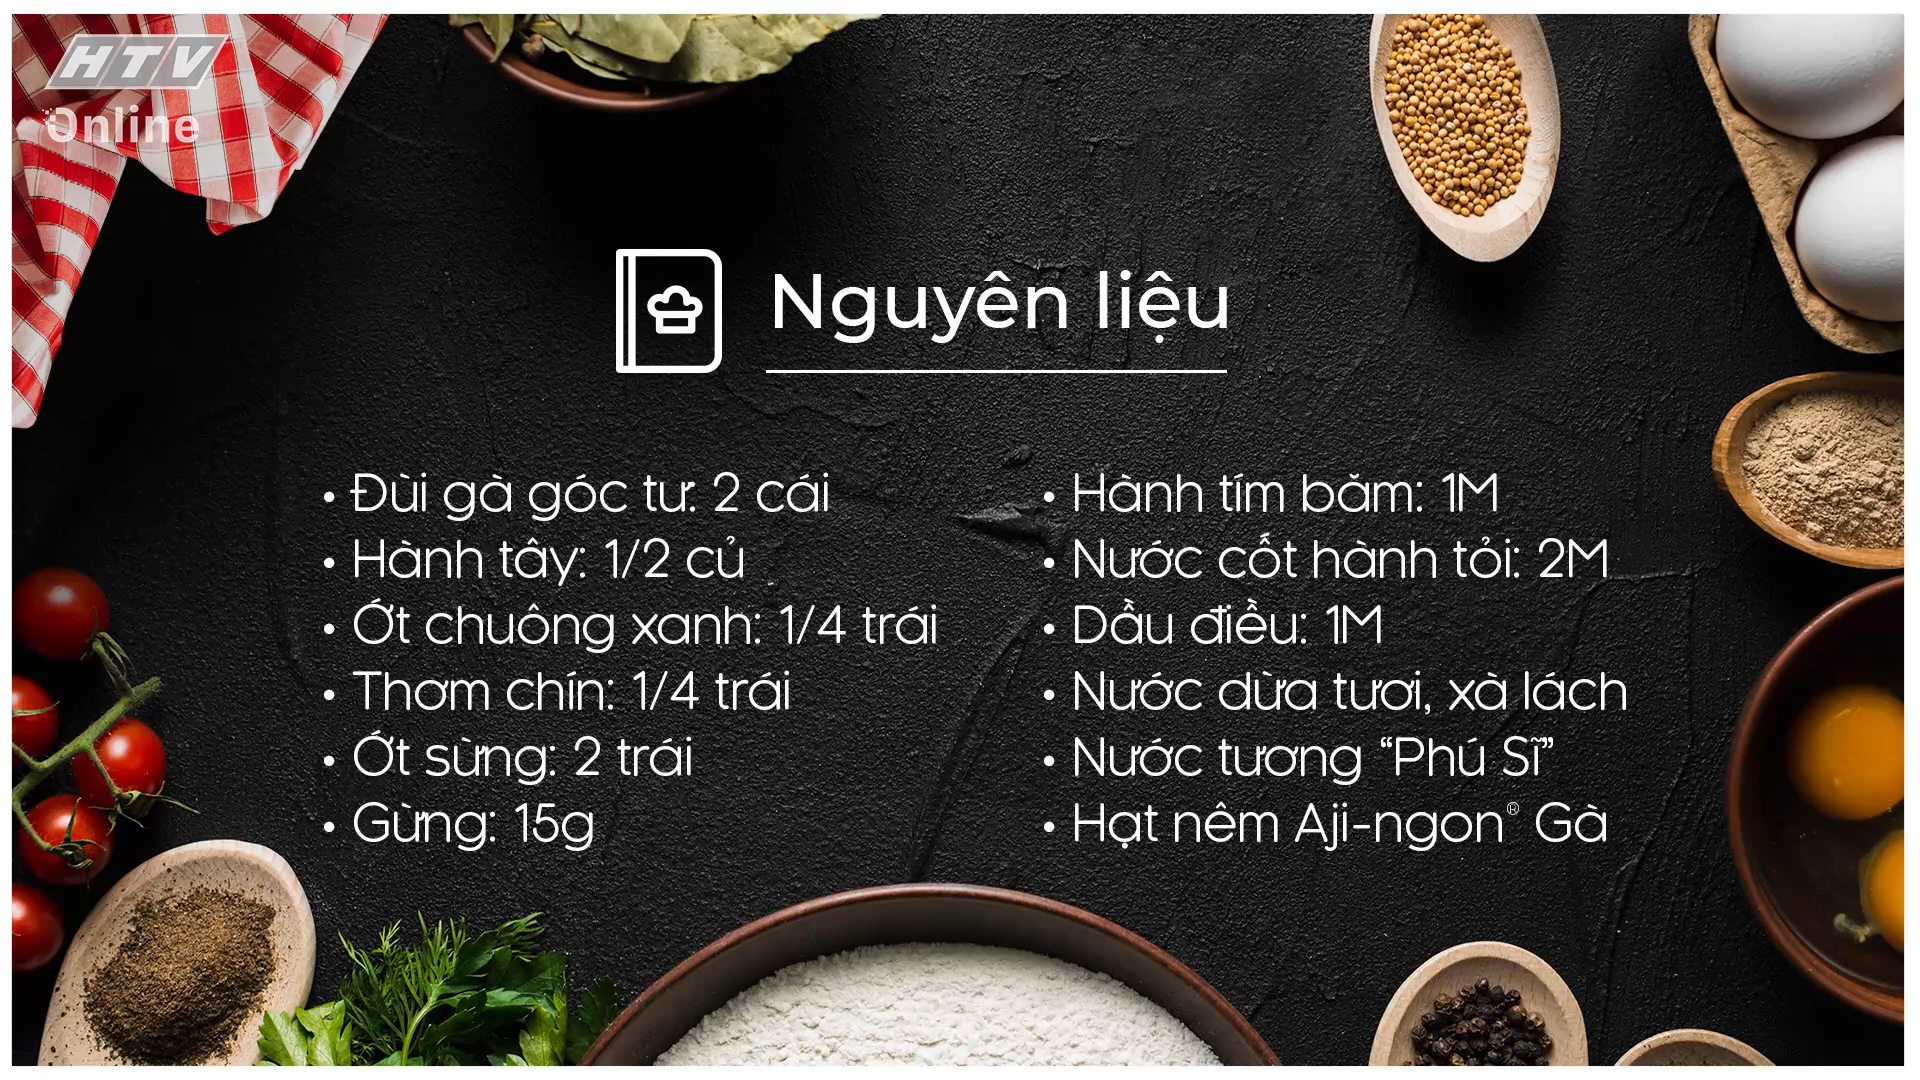 HTV
Online
Nguyên liệu
• Đùi gà góc tư: 2 cái
• Hành tây: 1/2 củ
• Ớt chuông xanh: 1/4 trái
• Thơm chín: 1/4 trái
• Ớt sừng: 2 trái
• Gừng: 15g
• Hành tím băm: 1M
• Nước cốt hành tỏi: 2M
• Dầu điều: 1M
• Nước dừa tươi, xà lách
• Nước tương “Phú Sĩ”
• Hạt nêm Aji-ngon® Gà